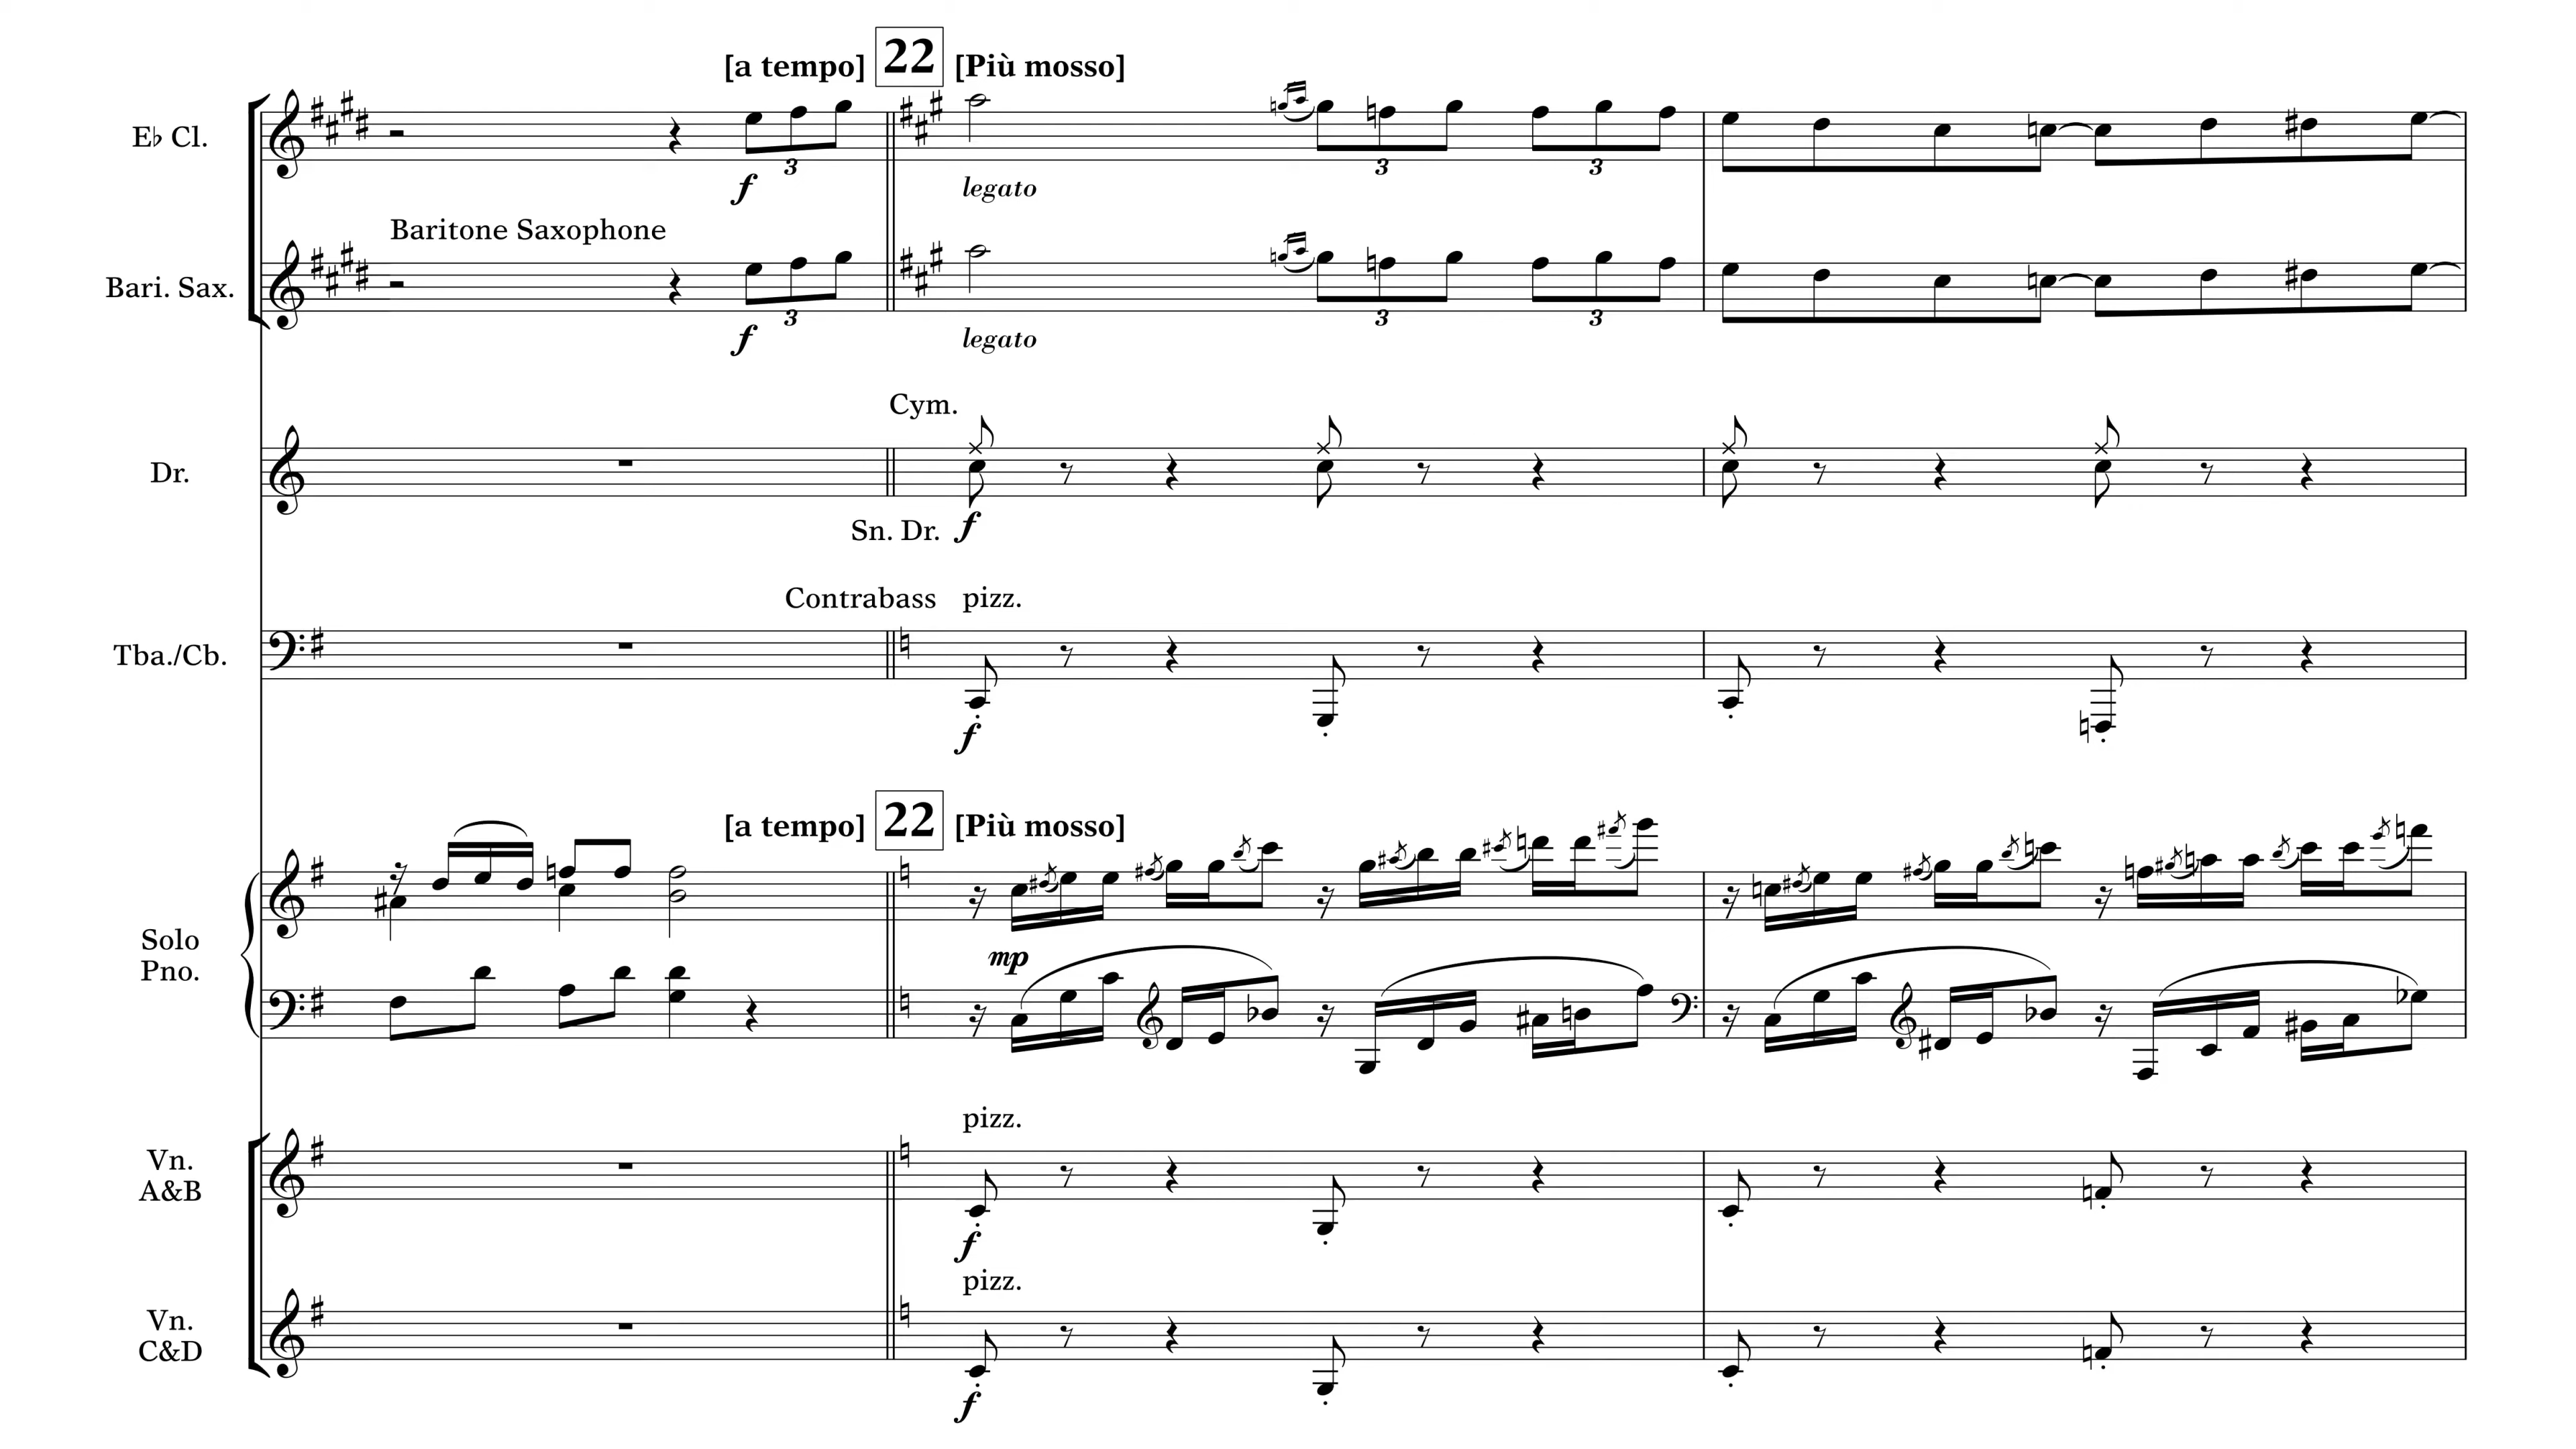 [a tempo] 22 [Più mosso]
E♭ Cl.
3
3
3
f
legato
Baritone Saxophone
Bari. Sax.
3
3
3
f
legato
Cym.
Dr.
Sn. Dr. f
Contrabass pizz.
Tba./Cb.
f
[a tempo] 22 [Più mosso]
Solo
Pno.
mp
pizz.
Vn.
A&B
f
pizz.
Vn.
C&D
f